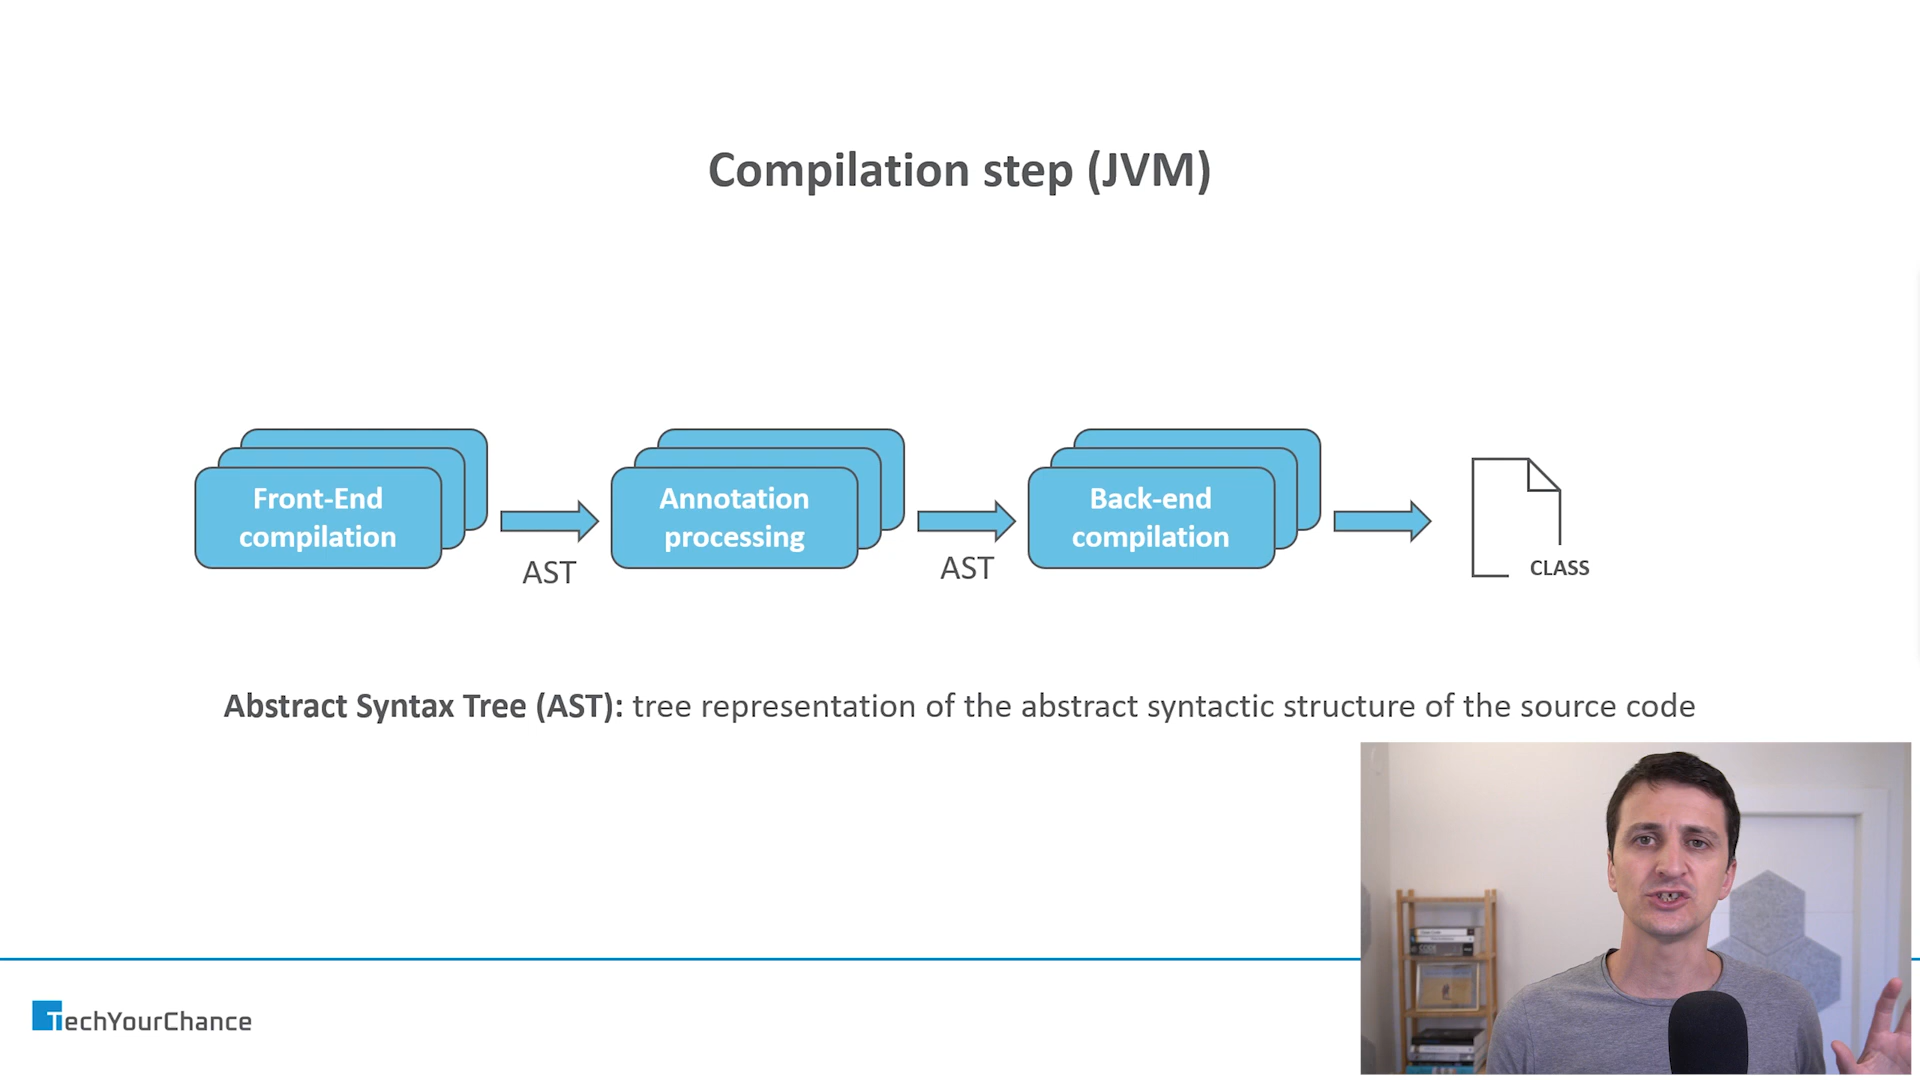 Compilation step (JVM)
Front-End
compilation
AST
Annotation
processing
AST
Back-end
compilation
CLASS
Abstract Syntax Tree (AST): tree representation of the abstract syntactic structure of the source code
TechYourChance